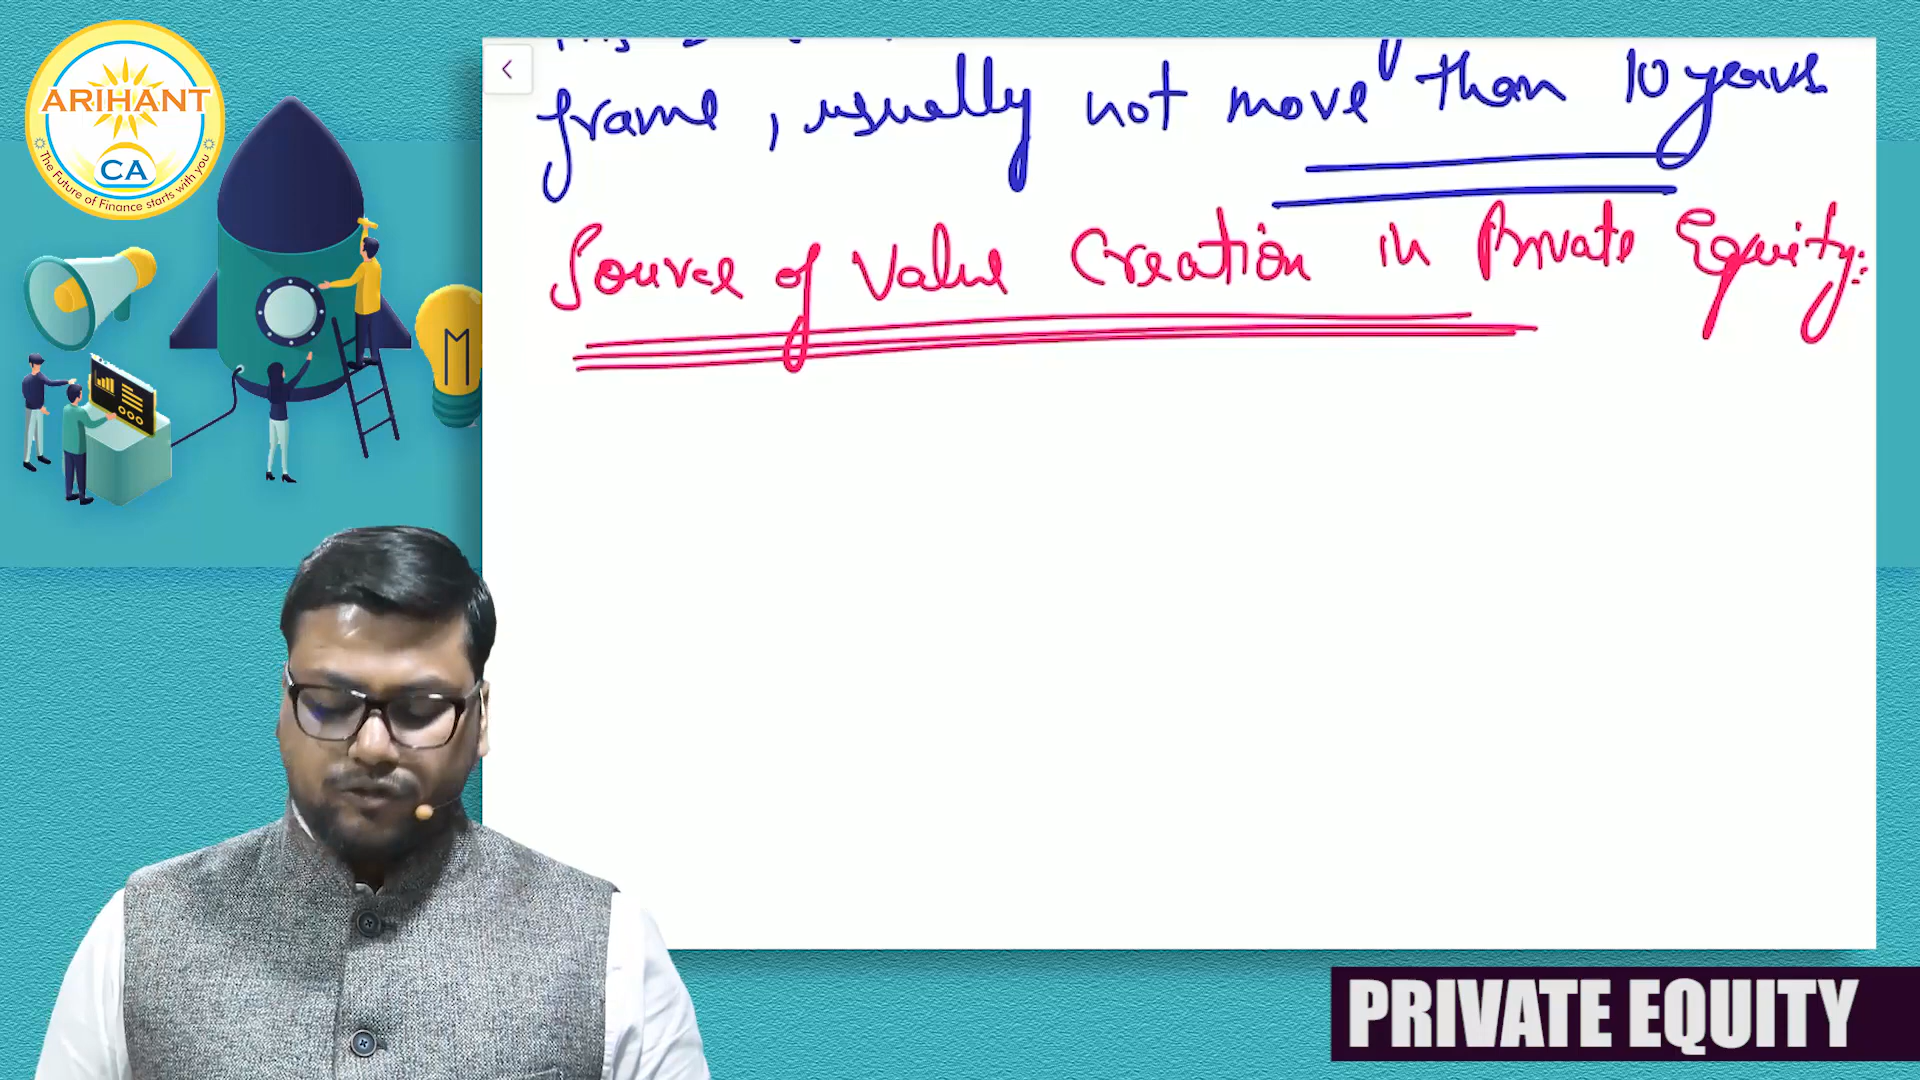 ARIHANT
CA
The Future of Finance starts with you
frame, usually not more than 10 years
Source of Value Creation in Private Equity:
PRIVATE EQUITY